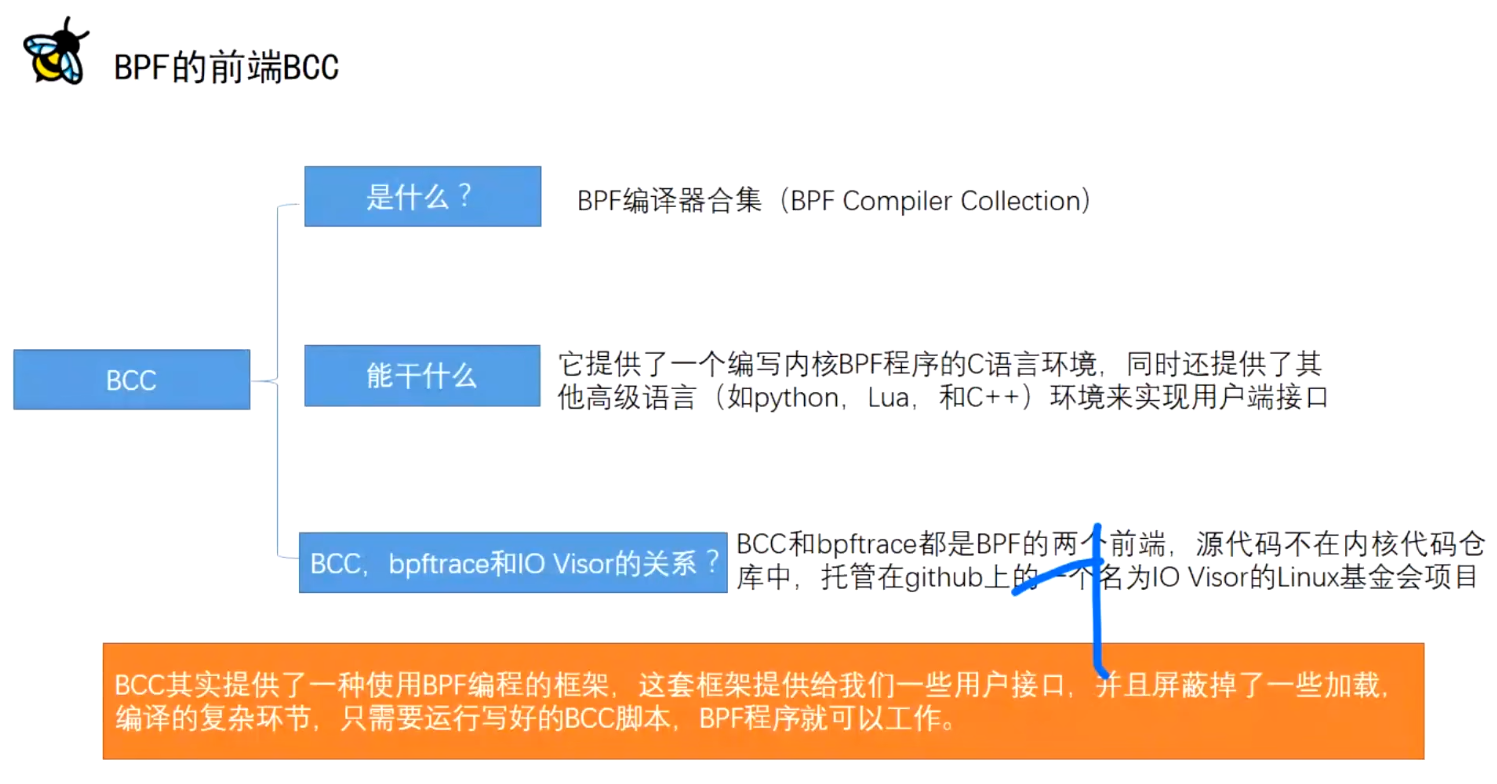 BPF的前端BCC
是什么？
BPF编译器合集（BPF Compiler Collection）
BCC
能干什么
它提供了一个编写内核BPF程序的C语言环境，同时还提供了其
他高级语言（如python，Lua，和C++）环境来实现用户端接口
BCC，bpftrace和IO Visor的关系？
BCC和bpftrace都是BPF的两个前端，源代码不在内核代码仓
库中，托管在github上的一个名为IO Visor的Linux基金会项目
BCC其实提供了一种使用BPF编程的框架，这套框架提供给我们一些用户接口，并且屏蔽掉了一些加载，
编译的复杂环节，只需要运行写好的BCC脚本，BPF程序就可以工作。